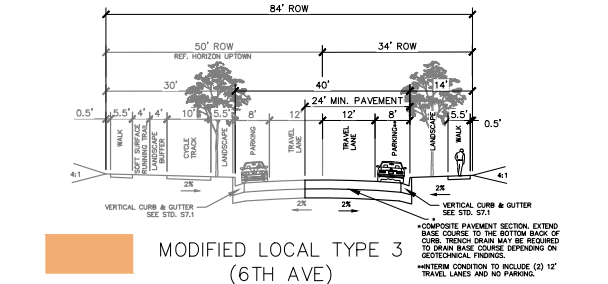 84' ROW
50' ROW
34' ROW
REF. HORIZON UPTOWN
30'
40'
14'
24' MIN. PAVEMENT
0.5'
5.5'
4'
4'
10'
5.5'
8'
12'
12'
8'
5.5'
0.5'
WALK
SOFT SURFACE
RUNNING TRAIL
LANDSCAPE
BUFFER
CYCLE
TRACK
LANDSCAPE
PARKING
TRAVEL
LANE
TRAVEL
LANE
PARKING**
LANDSCAPE
WALK
4:1
4:1
2%
2%
2%
2%
VERTICAL CURB & GUTTER
SEE STD. S7.1
VERTICAL CURB & GUTTER
SEE STD. S7.1
*
*COMPOSITE PAVEMENT SECTION. EXTEND
BASE COURSE TO THE BOTTOM BACK OF
CURB. TRENCH DRAIN MAY BE REQUIRED
TO DRAIN BASE COURSE DEPENDING ON
GEOTECHNICAL FINDINGS.
**INTERIM CONDITION TO INCLUDE (2) 12'
TRAVEL LANES AND NO PARKING.
MODIFIED LOCAL TYPE 3
(6TH AVE)